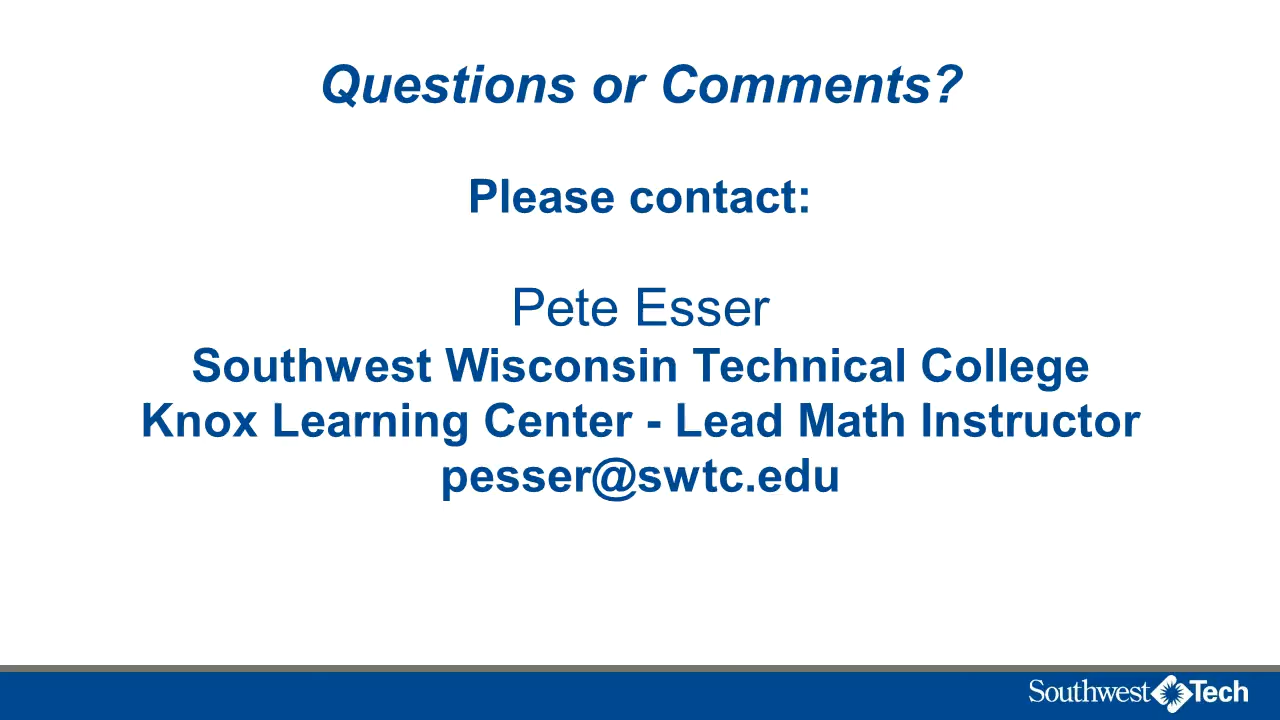 Questions or Comments?
Please contact:
Pete Esser
Southwest Wisconsin Technical College
Knox Learning Center - Lead Math Instructor
pesser@swtc.edu
Southwest Tech